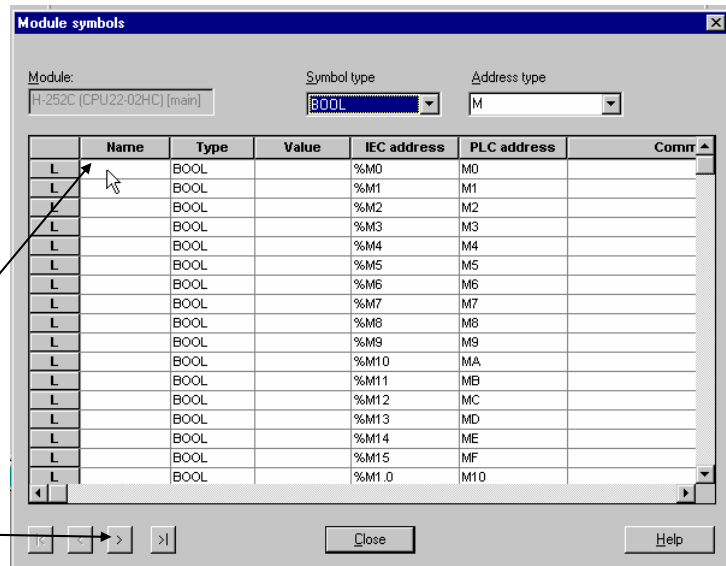 Module symbols
Module: Symbol type Address type
H-252C (CPU22-02HC) [main] BOOL M
Name Type Value IEC address PLC address Comm
L BOOL %M0 M0
L BOOL %M1 M1
L BOOL %M2 M2
L BOOL %M3 M3
L BOOL %M4 M4
L BOOL %M5 M5
L BOOL %M6 M6
L BOOL %M7 M7
L BOOL %M8 M8
L BOOL %M9 M9
L BOOL %M10 MA
L BOOL %M11 MB
L BOOL %M12 MC
L BOOL %M13 MD
L BOOL %M14 ME
L BOOL %M15 MF
L BOOL %M1.0 M10
|< < > >| Close Help